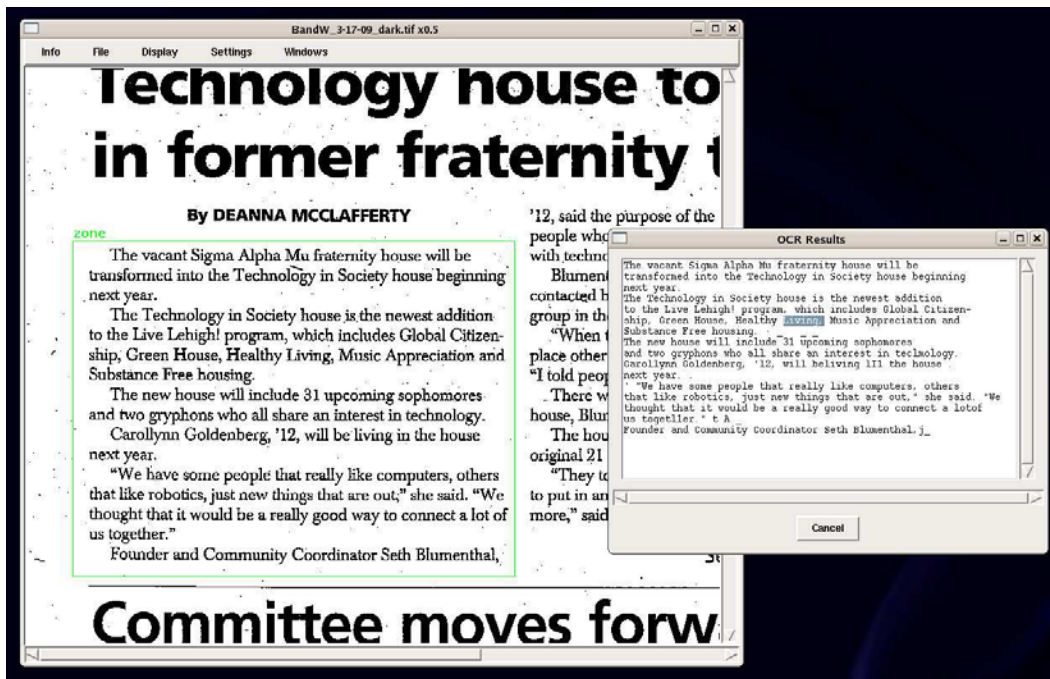 BandW_3-17-09_dark.tif x0.5
Info File Display Settings Windows
Technology house to
in former fraternity
By DEANNA MCCLAFFERTY
zone
The vacant Sigma Alpha Mu fraternity house will be
transformed into the Technology in Society house beginning
next year.
The Technology in Society house is the newest addition
to the Live Lehigh! program, which includes Global Citizen-
ship, Green House, Healthy Living, Music Appreciation and
Substance Free housing.
The new house will include 31 upcoming sophomores
and two gryphons who all share an interest in technology.
Carollynn Goldenberg, '12, will be living in the house
next year.
“We have some people that really like computers, others
that like robotics, just new things that are out,” she said. “We
thought that it would be a really good way to connect a lot of
us together.”
Founder and Community Coordinator Seth Blumenthal,
'12, said the purpose of the
people who
with techno
Blumen
contacted h
group in th
“When t
place other
“I told peop
There w
house, Blur
The hou
original 21
“They to
to put in an
more,” said
Committee moves forw
OCR Results
The vacant Sigma Alpha Mu fraternity house will be
transformed into the Technology in Society house beginning
next year.
The Technology in Society house is the newest addition
to the Live Lehigh! program, which includes Global Citizen-
ship, Green House, Healthy Living, Music Appreciation and
Substance Free housing. . _ _ _
The new house will include 31 upcoming sophomores
and two gryphons who all share an interest in teclmology.
Carollynn Goldenberg, '12, will beliving III the house
next year. .
' "We have some people that really like computers, others
that like robotics, just new things that are out," she said. "We
thought that it would be a really good way to connect a lotof
us togetller." t A _
Founder and Community Coordinator Seth Blumenthal,j_
Cancel